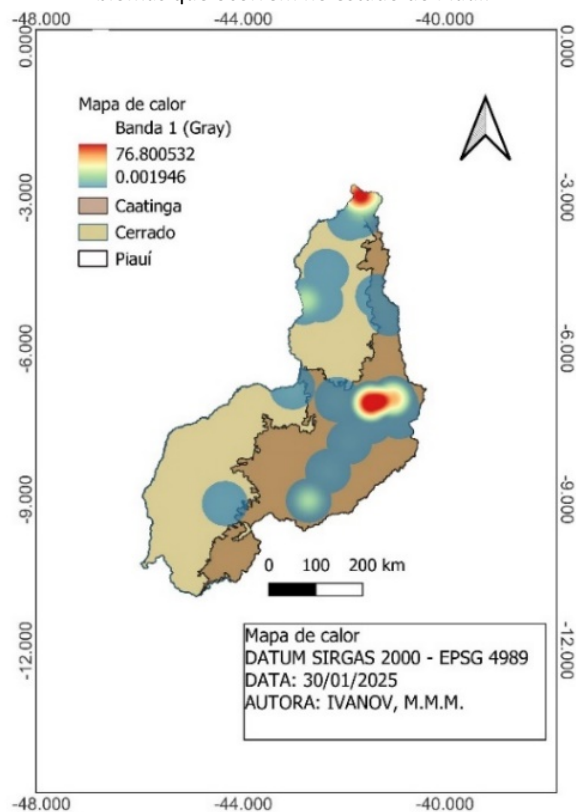 -48.000 -44.000 -40.000
0.000 0.000
Mapa de calor
Banda 1 (Gray)
76.800532
0.001946
Caatinga
Cerrado
Piauí
-3.000 -3.000
-6.000 -6.000
-9.000 -9.000
0 100 200 km
-12.000 -12.000
Mapa de calor
DATUM SIRGAS 2000 - EPSG 4989
DATA: 30/01/2025
AUTORA: IVANOV, M.M.M.
-48.000 -44.000 -40.000